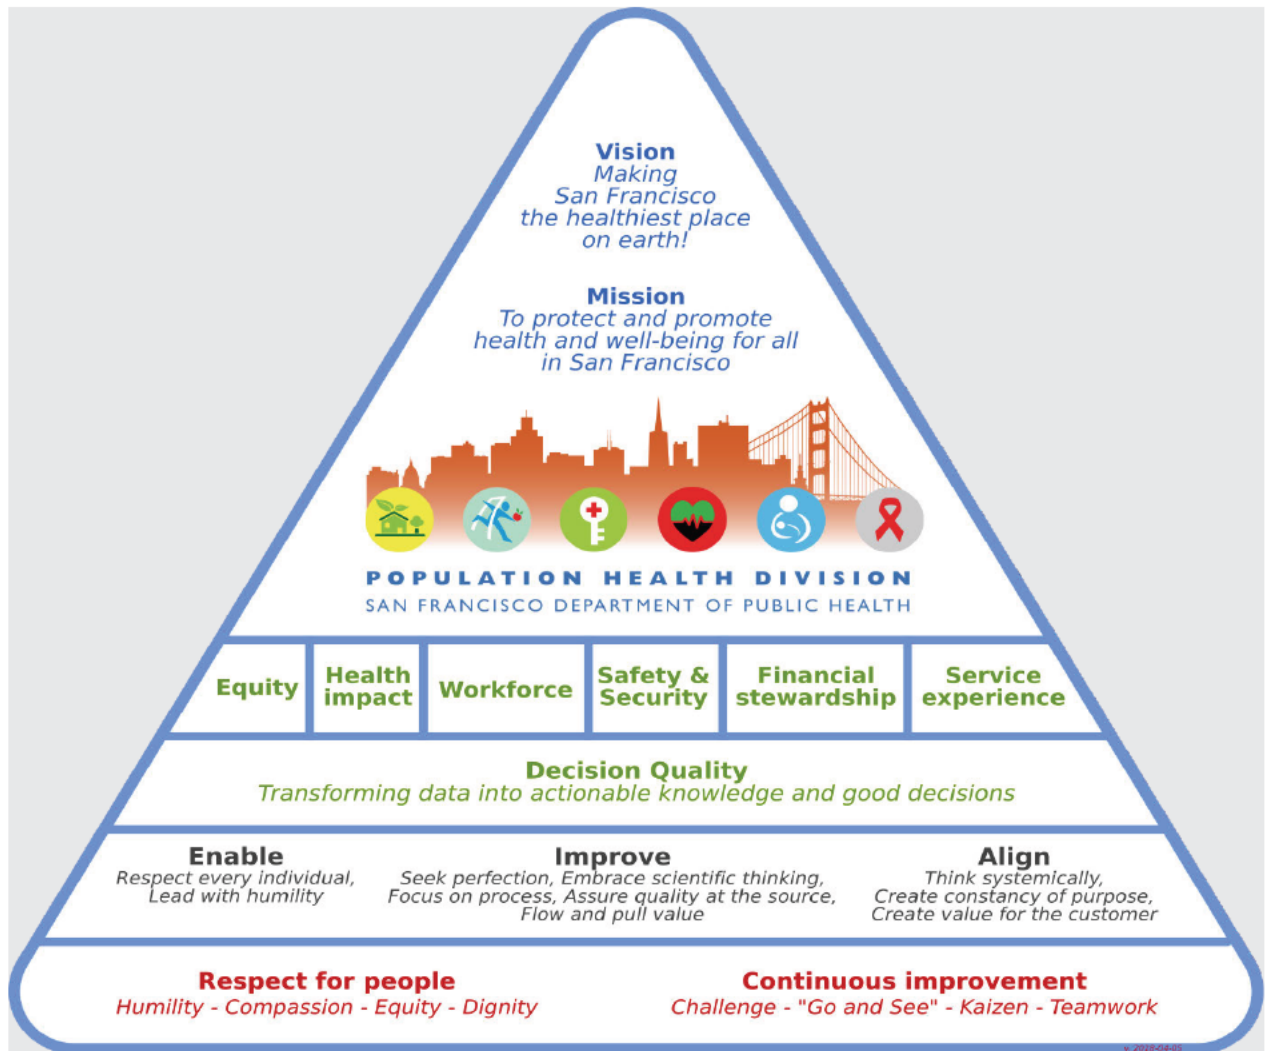 Vision
Making
San Francisco
the healthiest place
on earth!
Mission
To protect and promote
health and well-being for all
in San Francisco
POPULATION HEALTH DIVISION
SAN FRANCISCO DEPARTMENT OF PUBLIC HEALTH
Equity
Health
impact
Workforce
Safety &
Security
Financial
stewardship
Service
experience
Decision Quality
Transforming data into actionable knowledge and good decisions
Enable
Respect every individual,
Lead with humility
Improve
Seek perfection, Embrace scientific thinking,
Focus on process, Assure quality at the source,
Flow and pull value
Align
Think systemically,
Create constancy of purpose,
Create value for the customer
Respect for people
Humility - Compassion - Equity - Dignity
Continuous improvement
Challenge - "Go and See" - Kaizen - Teamwork